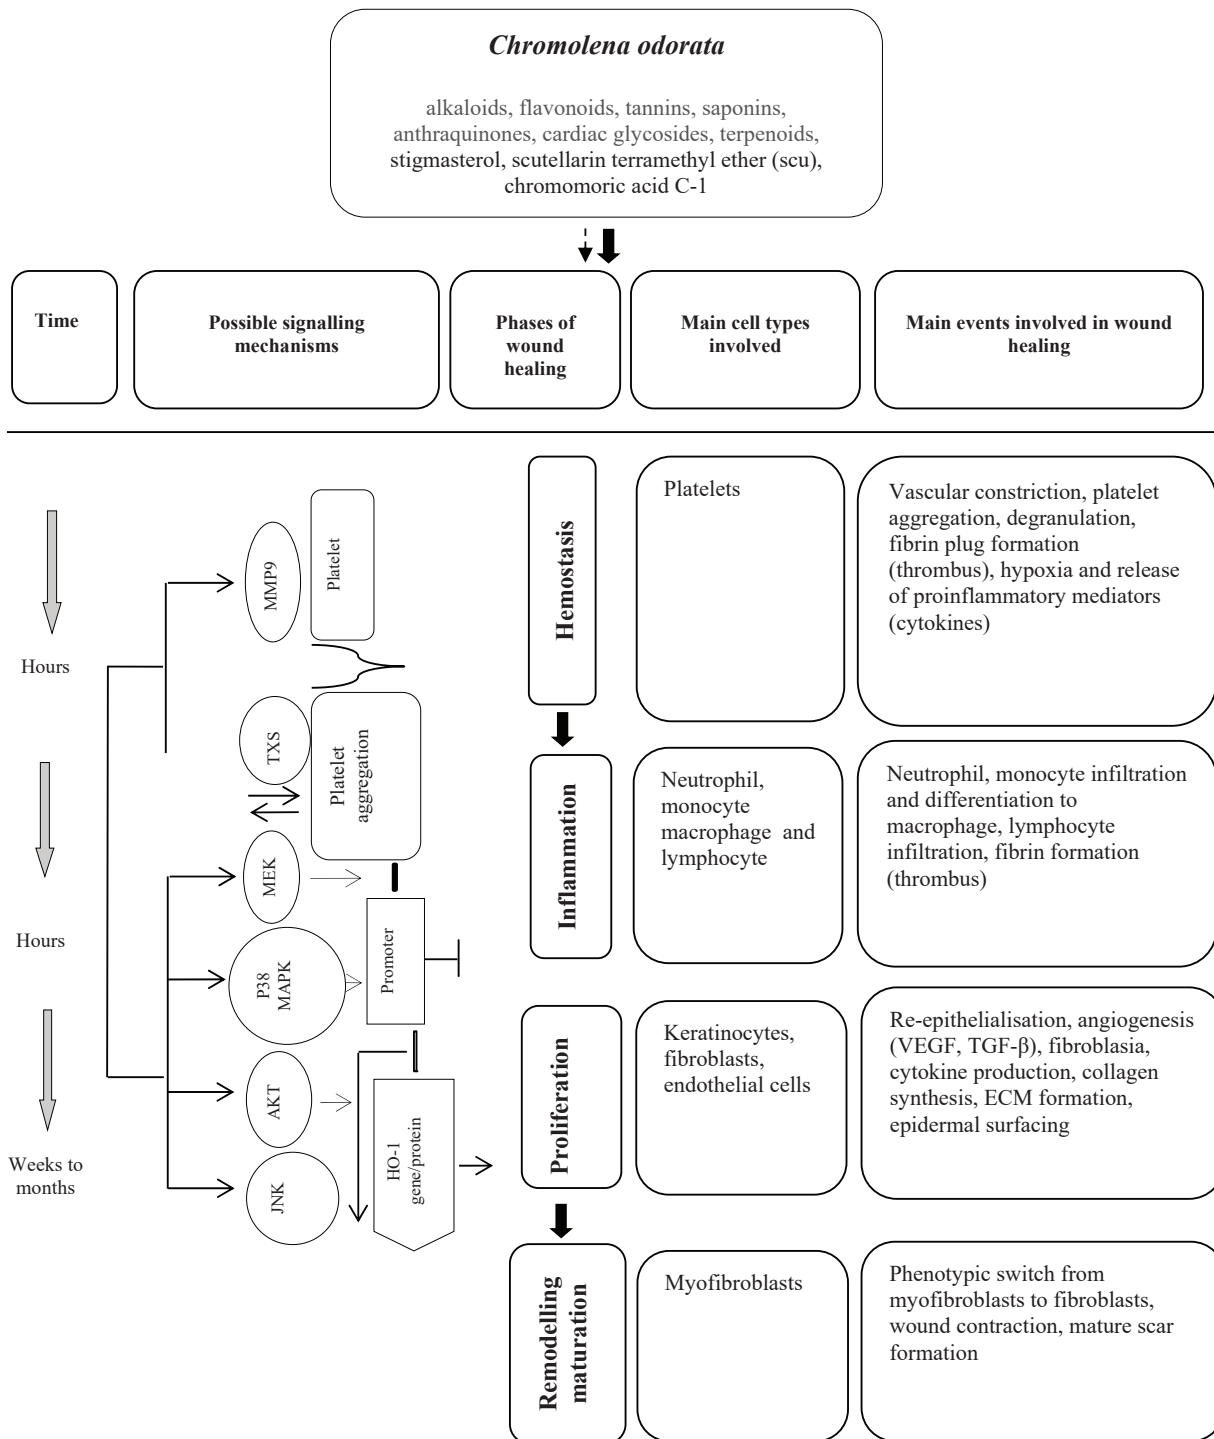 Chromolena odorata
alkaloids, flavonoids, tannins, saponins,
anthraquinones, cardiac glycosides, terpenoids,
stigmasterol, scutellarin terramethyl ether (scu),
chromomoric acid C-1
Time
Possible signalling
mechanisms
Phases of
wound
healing
Main cell types
involved
Main events involved in wound
healing
Hours
Hours
Weeks to
months
MMP9
Platelet
TXS
Platelet
aggregation
MEK
P38
MAPK
Promoter
AKT
JNK
HO-1
gene/protein
Hemostasis
Platelets
Vascular constriction, platelet
aggregation, degranulation,
fibrin plug formation
(thrombus), hypoxia and release
of proinflammatory mediators
(cytokines)
Inflammation
Neutrophil,
monocyte
macrophage and
lymphocyte
Neutrophil, monocyte infiltration
and differentiation to
macrophage, lymphocyte
infiltration, fibrin formation
(thrombus)
Proliferation
Keratinocytes,
fibroblasts,
endothelial cells
Re-epithelialisation, angiogenesis
(VEGF, TGF-β), fibroblasia,
cytokine production, collagen
synthesis, ECM formation,
epidermal surfacing
Remodelling
maturation
Myofibroblasts
Phenotypic switch from
myofibroblasts to fibroblasts,
wound contraction, mature scar
formation